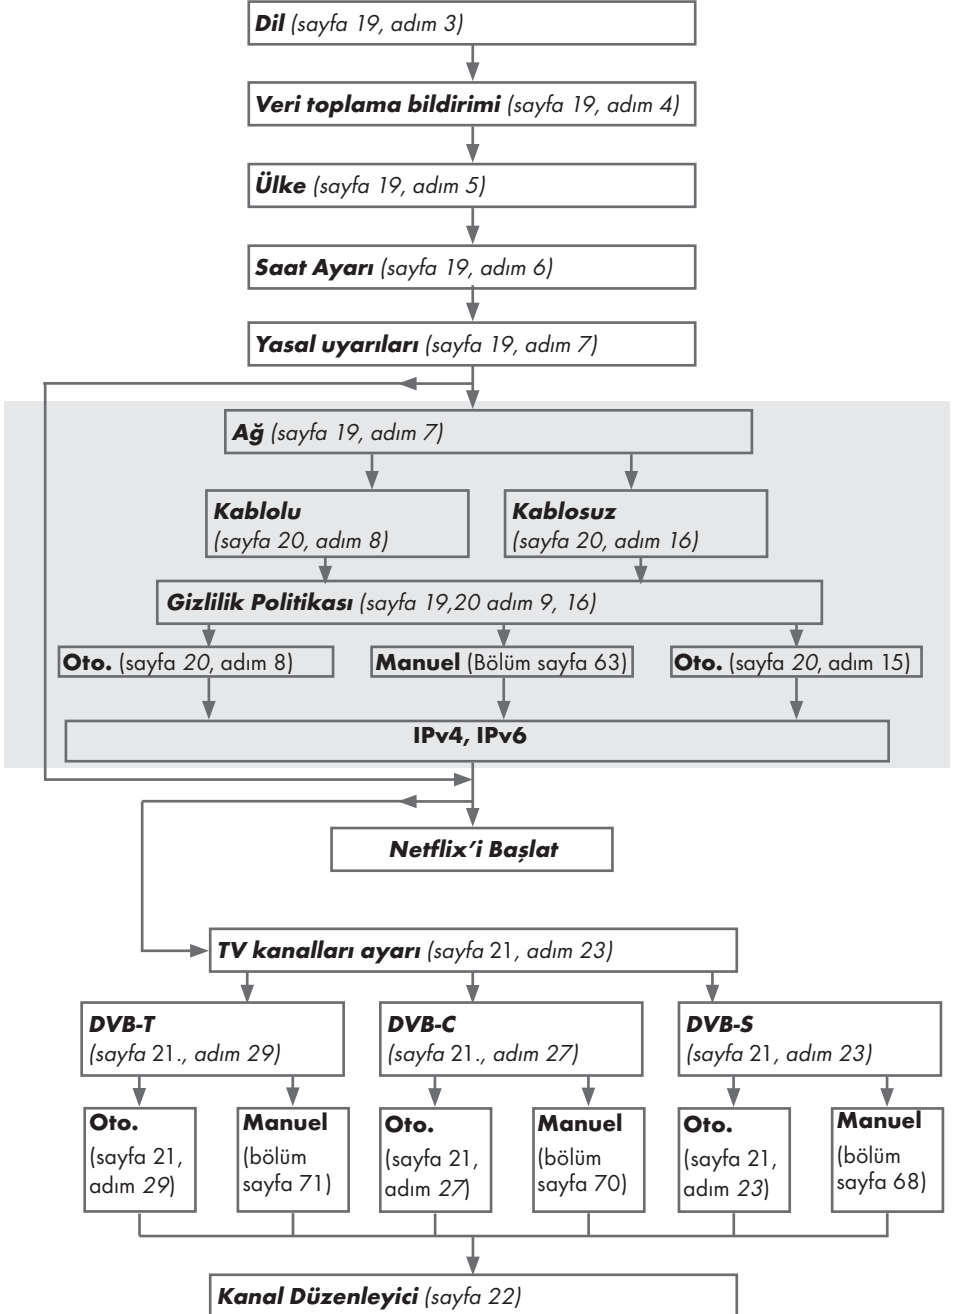 Dil (sayfa 19, adım 3)
Veri toplama bildirimi (sayfa 19, adım 4)
Ülke (sayfa 19, adım 5)
Saat Ayarı (sayfa 19, adım 6)
Yasal uyarıları (sayfa 19, adım 7)
Ağ (sayfa 19, adım 7)
Kablolu
(sayfa 20, adım 8)
Kablosuz
(sayfa 20, adım 16)
Gizlilik Politikası (sayfa 19,20 adım 9, 16)
Oto. (sayfa 20, adım 8)
Manuel (Bölüm sayfa 63)
Oto. (sayfa 20, adım 15)
IPv4, IPv6
Netflix’i Başlat
TV kanalları ayarı (sayfa 21, adım 23)
DVB-T
(sayfa 21., adım 29)
DVB-C
(sayfa 21., adım 27)
DVB-S
(sayfa 21, adım 23)
Oto.
(sayfa 21,
adım 29)
Manuel
(bölüm
sayfa 71)
Oto.
(sayfa 21,
adım 27)
Manuel
(bölüm
sayfa 70)
Oto.
(sayfa 21,
adım 23)
Manuel
(bölüm
sayfa 68)
Kanal Düzenleyici (sayfa 22)